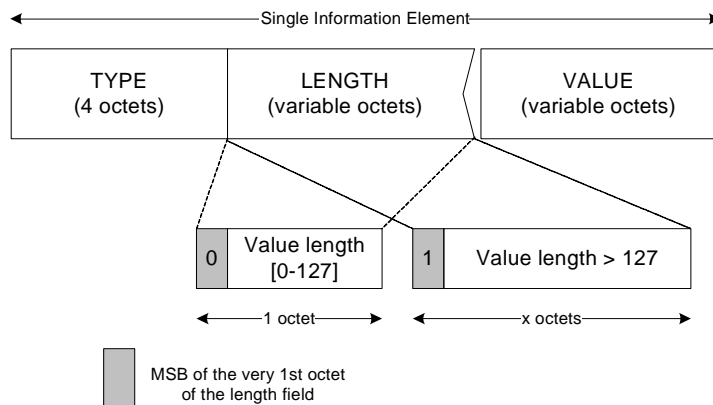 Single Information Element
TYPE
(4 octets)
LENGTH
(variable octets)
VALUE
(variable octets)
0
Value length
[0-127]
1
Value length > 127
1 octet
x octets
MSB of the very 1st octet
of the length field